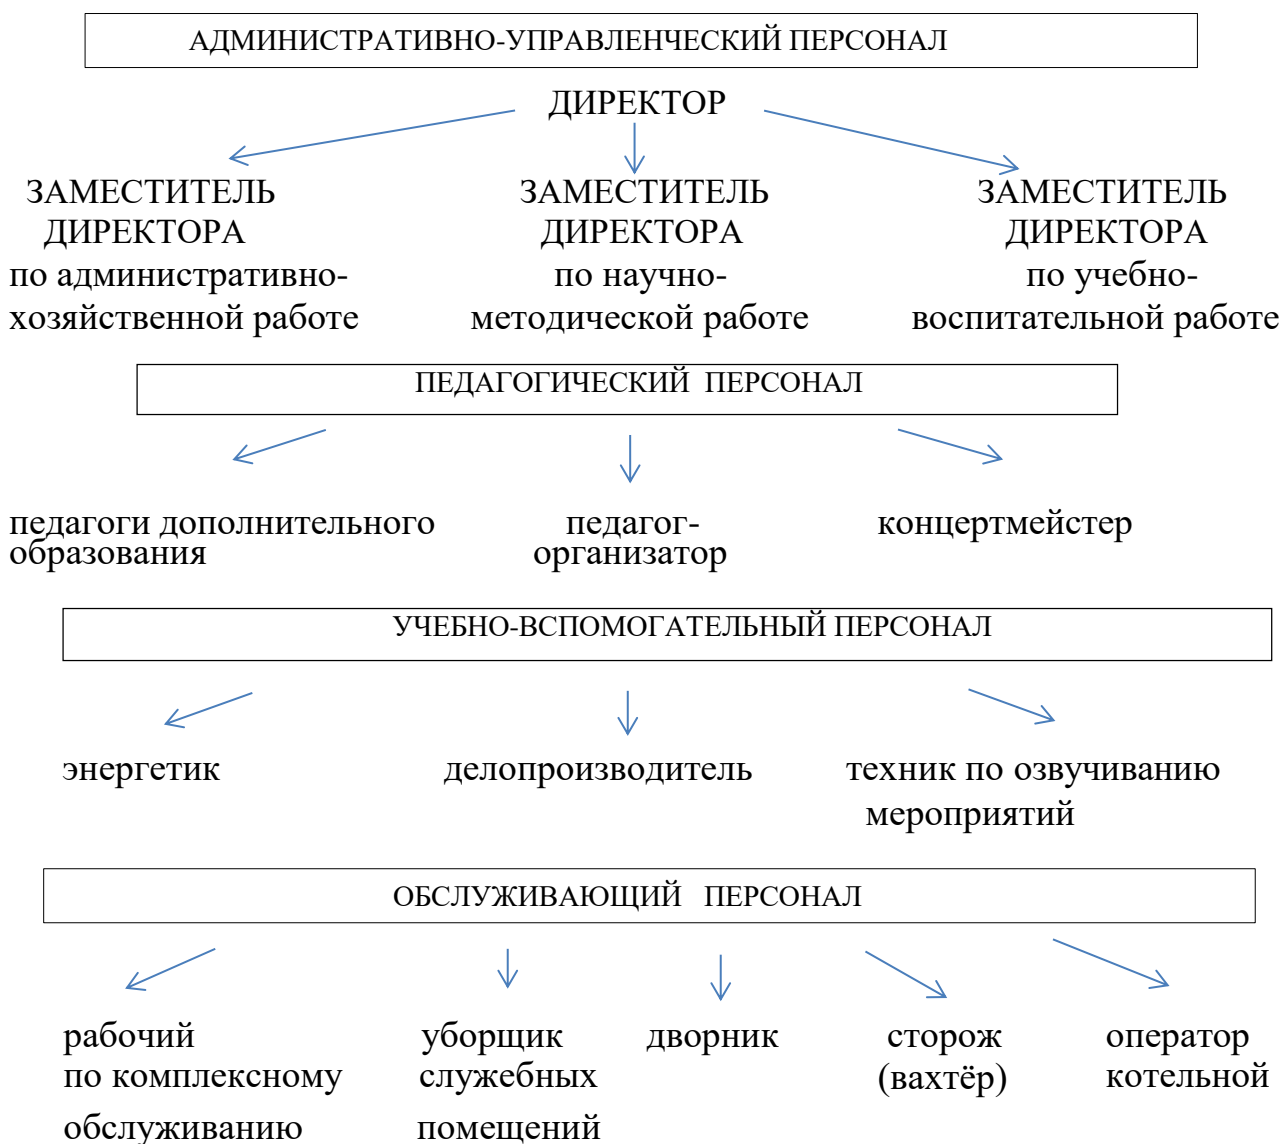 АДМИНИСТРАТИВНО-УПРАВЛЕНЧЕСКИЙ ПЕРСОНАЛ
ДИРЕКТОР
ЗАМЕСТИТЕЛЬ
ДИРЕКТОРА
по административно-
хозяйственной работе
ЗАМЕСТИТЕЛЬ
ДИРЕКТОРА
по научно-
методической работе
ЗАМЕСТИТЕЛЬ
ДИРЕКТОРА
по учебно-
воспитательной работе
ПЕДАГОГИЧЕСКИЙ ПЕРСОНАЛ
педагоги дополнительного
образования
педагог-
организатор
концертмейстер
УЧЕБНО-ВСПОМОГАТЕЛЬНЫЙ ПЕРСОНАЛ
энергетик
делопроизводитель
техник по озвучиванию
мероприятий
ОБСЛУЖИВАЮЩИЙ ПЕРСОНАЛ
рабочий
по комплексному
обслуживанию
уборщик
служебных
помещений
дворник
сторож
(вахтёр)
оператор
котельной